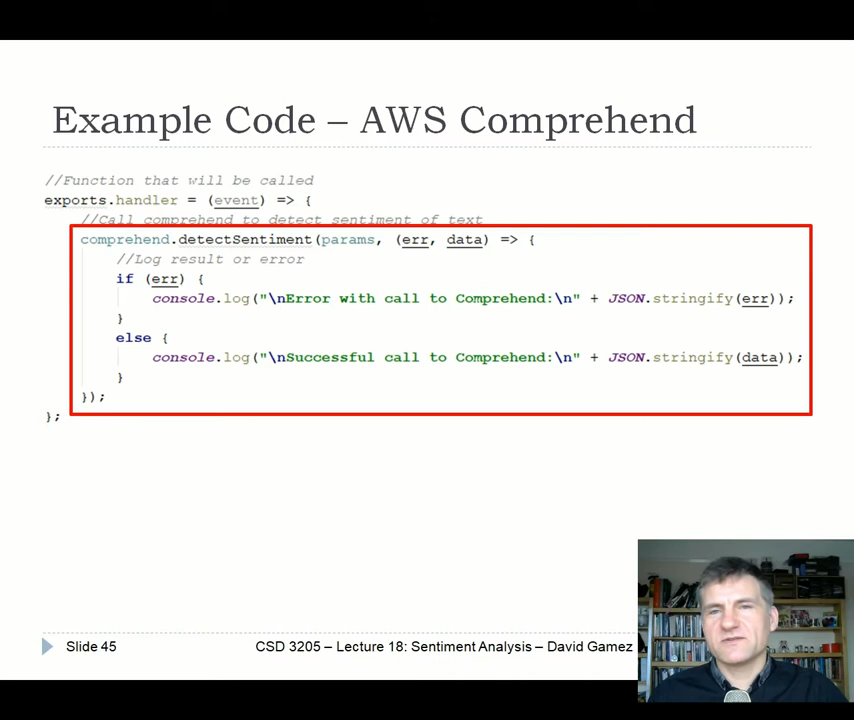 Example Code – AWS Comprehend
//Function that will be called
exports.handler = (event) => {
//Call comprehend to detect sentiment of text
comprehend.detectSentiment(params, (err, data) => {
//Log result or error
if (err) {
console.log("\nError with call to Comprehend:\n" + JSON.stringify(err));
}
else {
console.log("\nSuccessful call to Comprehend:\n" + JSON.stringify(data));
}
});
};
Slide 45
CSD 3205 – Lecture 18: Sentiment Analysis – David Gamez